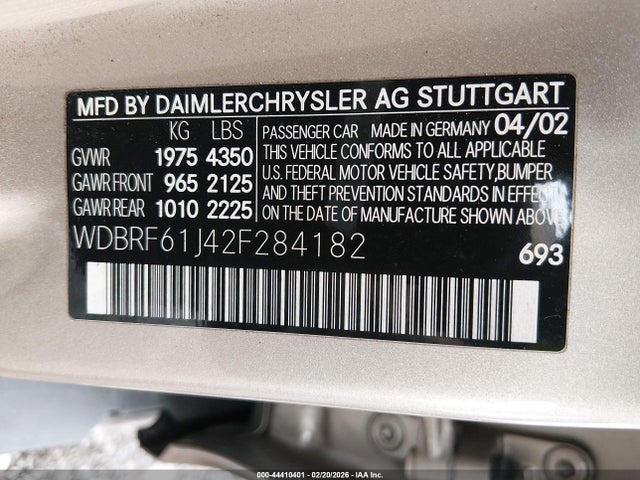 MFD BY DAIMLERCHRYSLER AG STUTTGART
KG LBS PASSENGER CAR MADE IN GERMANY 04/02
GVWR 1975 4350 THIS VEHICLE CONFORMS TO ALL APPLICABLE
GAWR FRONT 965 2125 U.S. FEDERAL MOTOR VEHICLE SAFETY, BUMPER
GAWR REAR 1010 2225 AND THEFT PREVENTION STANDARDS IN EFFECT
ON THE DATE OF MANUFACTURE SHOWN ABOVE
WDBRF61J42F284182 693
000-44410401 - 02/20/2026 - IAA Inc.